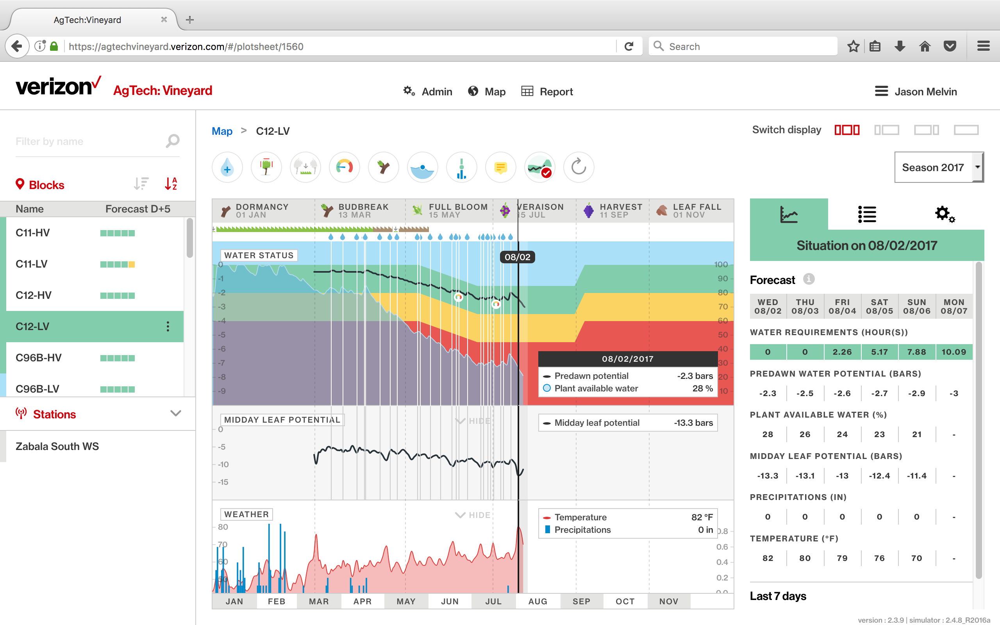 AgTech:Vineyard
https://agtechvineyard.verizon.com/#/plotsheet/1560
Search
verizon
AgTech: Vineyard
Admin
Map
Report
Jason Melvin
Filter by name
Blocks
A
Z
Name
Forecast D+5
C11-HV
C11-LV
C12-HV
C12-LV
C96B-HV
C96B-LV
Stations
Zabala South WS
Map > C12-LV
Switch display
Season 2017
DORMANCY
01 JAN
BUDBREAK
13 MAR
FULL BLOOM
15 MAY
VERAISON
15 JUL
HARVEST
11 SEP
LEAF FALL
01 NOV
WATER STATUS
08/02
0
-1
-2
-3
-4
-5
-6
-7
-8
-9
100
90
80
70
60
50
40
30
20
10
08/02/2017
Predawn potential -2.3 bars
Plant available water 28 %
MIDDAY LEAF POTENTIAL
HIDE
0
-5
-10
-15
Midday leaf potential -13.3 bars
WEATHER
HIDE
80
70
60
50
Temperature 82 °F
Precipitations 0 in
0.8
0.6
0.4
0.2
0.0
JAN FEB MAR APR MAY JUN JUL AUG SEP OCT NOV
Situation on 08/02/2017
Forecast
WED THU FRI SAT SUN MON
08/02 08/03 08/04 08/05 08/06 08/07
WATER REQUIREMENTS (HOUR(S))
0 0 2.26 5.17 7.88 10.09
PREDAWN WATER POTENTIAL (BARS)
-2.3 -2.5 -2.6 -2.7 -2.9 -3
PLANT AVAILABLE WATER (%)
28 26 24 23 21 -
MIDDAY LEAF POTENTIAL (BARS)
-13.3 -13.1 -13 -12.4 -11.4 -
PRECIPITATIONS (IN)
0 0 0 0 0 -
TEMPERATURE (°F)
82 80 79 76 70 -
Last 7 days
version : 2.3.9 | simulator : 2.4.8_R2016a